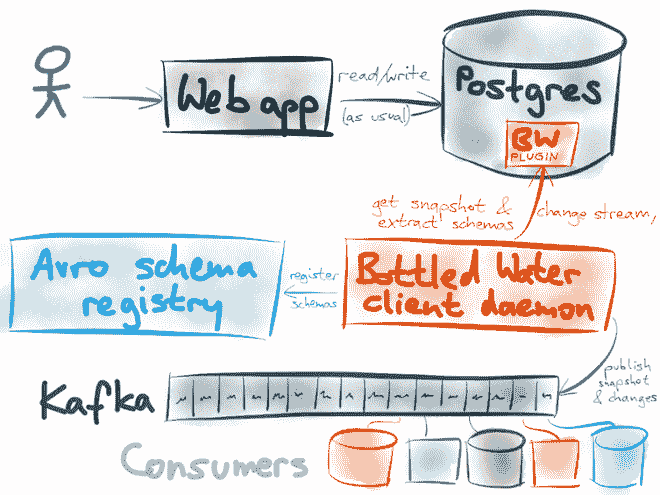 Web app
read/write
(as usual)
Postgres
BW
PLUGIN
get snapshot &
extract schemas
change stream,
Avro schema
registry
register
schemas
Bottled Water
client daemon
publish
snapshot
& changes
Kafka
Consumers